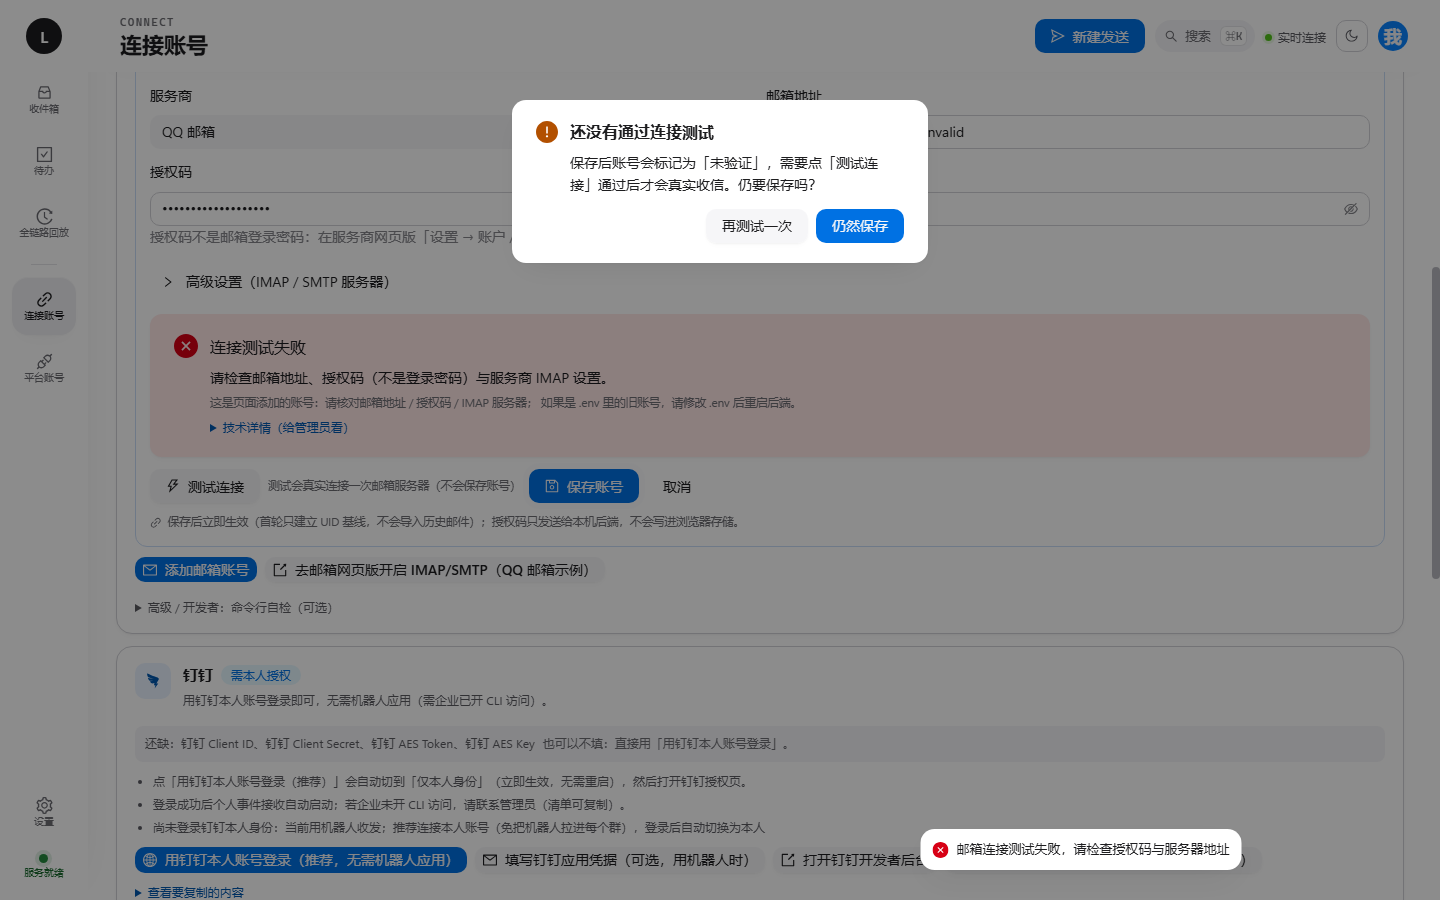 L
CONNECT
连接账号
新建发送
搜索
⌘K
实时连接
我
收件箱
待办
全链路回放
连接账号
平台账号
设置
服务就绪
服务商
邮箱地址
QQ 邮箱
nvalid
授权码
•••••••••••••••••••
授权码不是邮箱登录密码：在服务商网页版「设置 → 账户 /
还没有通过连接测试
保存后账号会标记为「未验证」，需要点「测试连
接」通过后才会真实收信。仍要保存吗？
再测试一次
仍然保存
高级设置（IMAP / SMTP 服务器）
连接测试失败
请检查邮箱地址、授权码（不是登录密码）与服务商 IMAP 设置。
这是页面添加的账号：请核对邮箱地址 / 授权码 / IMAP 服务器； 如果是 .env 里的旧账号，请修改 .env 后重启后端。
技术详情（给管理员看）
测试连接
测试会真实连接一次邮箱服务器（不会保存账号）
保存账号
取消
保存后立即生效（首轮只建立 UID 基线，不会导入历史邮件）；授权码只发送给本机后端，不会写进浏览器存储。
添加邮箱账号
去邮箱网页版开启 IMAP/SMTP（QQ 邮箱示例）
高级 / 开发者：命令行自检（可选）
钉钉
需本人授权
用钉钉本人账号登录即可，无需机器人应用（需企业已开 CLI 访问）。
还缺：钉钉 Client ID、钉钉 Client Secret、钉钉 AES Token、钉钉 AES Key 也可以不填：直接用「用钉钉本人账号登录」。
• 点「用钉钉本人账号登录（推荐）」会自动切到「仅本人身份」（立即生效，无需重启），然后打开钉钉授权页。
• 登录成功后个人事件接收自动启动；若企业未开 CLI 访问，请联系管理员（清单可复制）。
• 尚未登录钉钉本人身份：当前用机器人收发；推荐连接本人账号（免把机器人拉进每个群），登录后自动切换为本人
用钉钉本人账号登录（推荐，无需机器人应用）
填写钉钉应用凭据（可选，用机器人时）
打开钉钉开发者后台
）
邮箱连接测试失败，请检查授权码与服务器地址
查看要复制的内容